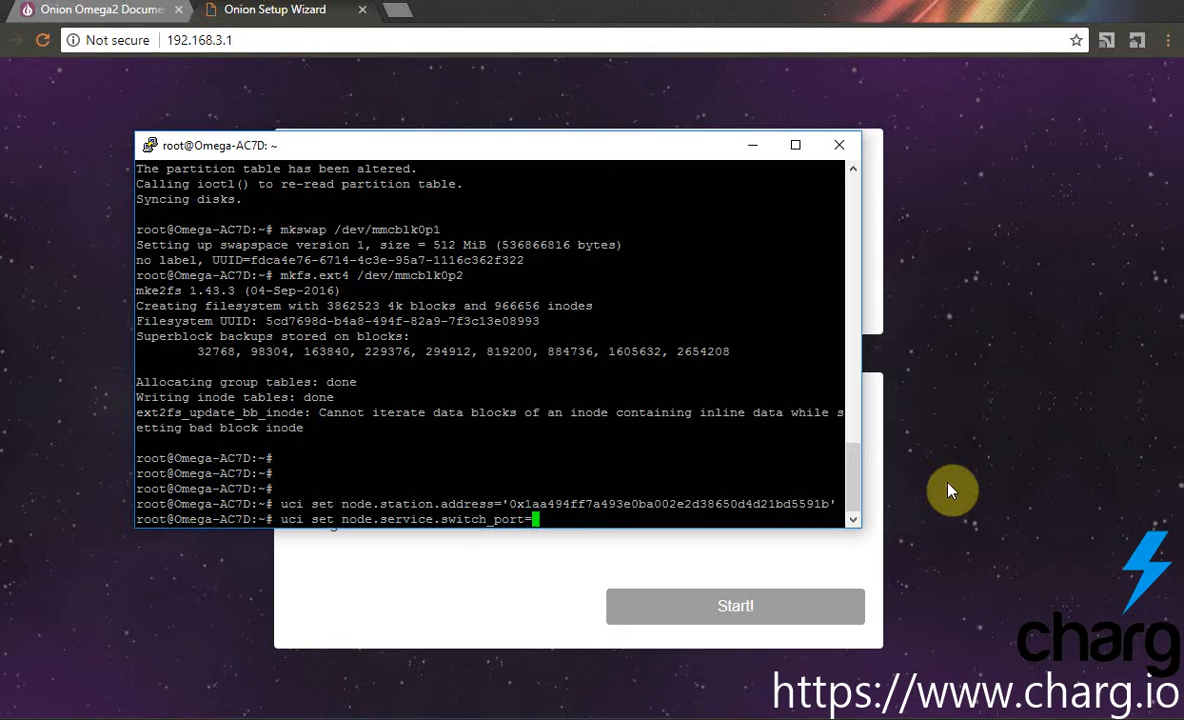 Onion Omega2 Docume
Onion Setup Wizard
Not secure
192.168.3.1
root@Omega-AC7D: ~
The partition table has been altered.
Calling ioctl() to re-read partition table.
Syncing disks.
root@Omega-AC7D:~# mkswap /dev/mmcblk0p1
Setting up swapspace version 1, size = 512 MiB (536866816 bytes)
no label, UUID=fdca4e76-6714-4c3e-95a7-1116c362f322
root@Omega-AC7D:~# mkfs.ext4 /dev/mmcblk0p2
mke2fs 1.43.3 (04-Sep-2016)
Creating filesystem with 3862523 4k blocks and 966656 inodes
Filesystem UUID: 5cd7698d-b4a8-494f-82a9-7f3c13e08993
Superblock backups stored on blocks:
32768, 98304, 163840, 229376, 294912, 819200, 884736, 1605632, 2654208
Allocating group tables: done
Writing inode tables: done
ext2fs_update_bb_inode: Cannot iterate data blocks of an inode containing inline data while s
etting bad block inode
root@Omega-AC7D:~#
root@Omega-AC7D:~#
root@Omega-AC7D:~#
root@Omega-AC7D:~# uci set node.station.address='0x1aa494ff7a493e0ba002e2d38650d4d21bd5591b'
root@Omega-AC7D:~# uci set node.service.switch_port=
Start!
charg
https://www.charg.io